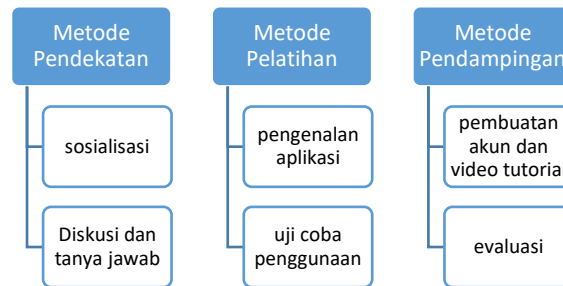 Metode
Pendekatan
sosialisasi
Diskusi dan
tanya jawab
Metode
Pelatihan
pengenalan
aplikasi
uji coba
penggunaan
Metode
Pendampingan
pembuatan
akun dan
video tutorial
evaluasi